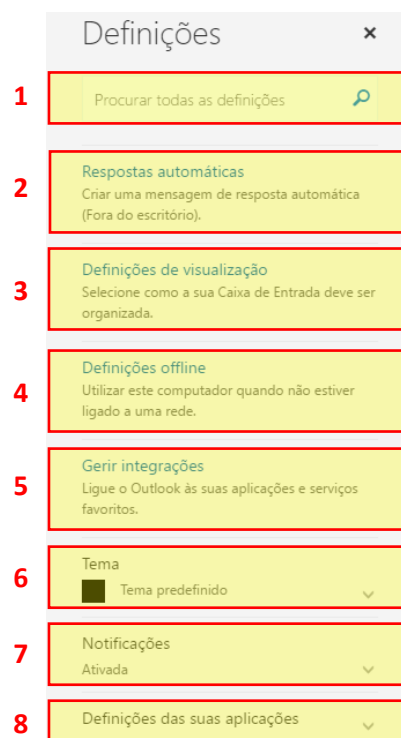 Definições ×
1 Procurar todas as definições
2 Respostas automáticas
Criar uma mensagem de resposta automática
(Fora do escritório).
3 Definições de visualização
Selecione como a sua Caixa de Entrada deve ser
organizada.
4 Definições offline
Utilizar este computador quando não estiver
ligado a uma rede.
5 Gerir integrações
Ligue o Outlook às suas aplicações e serviços
favoritos.
6 Tema
Tema predefinido
7 Notificações
Ativada
8 Definições das suas aplicações